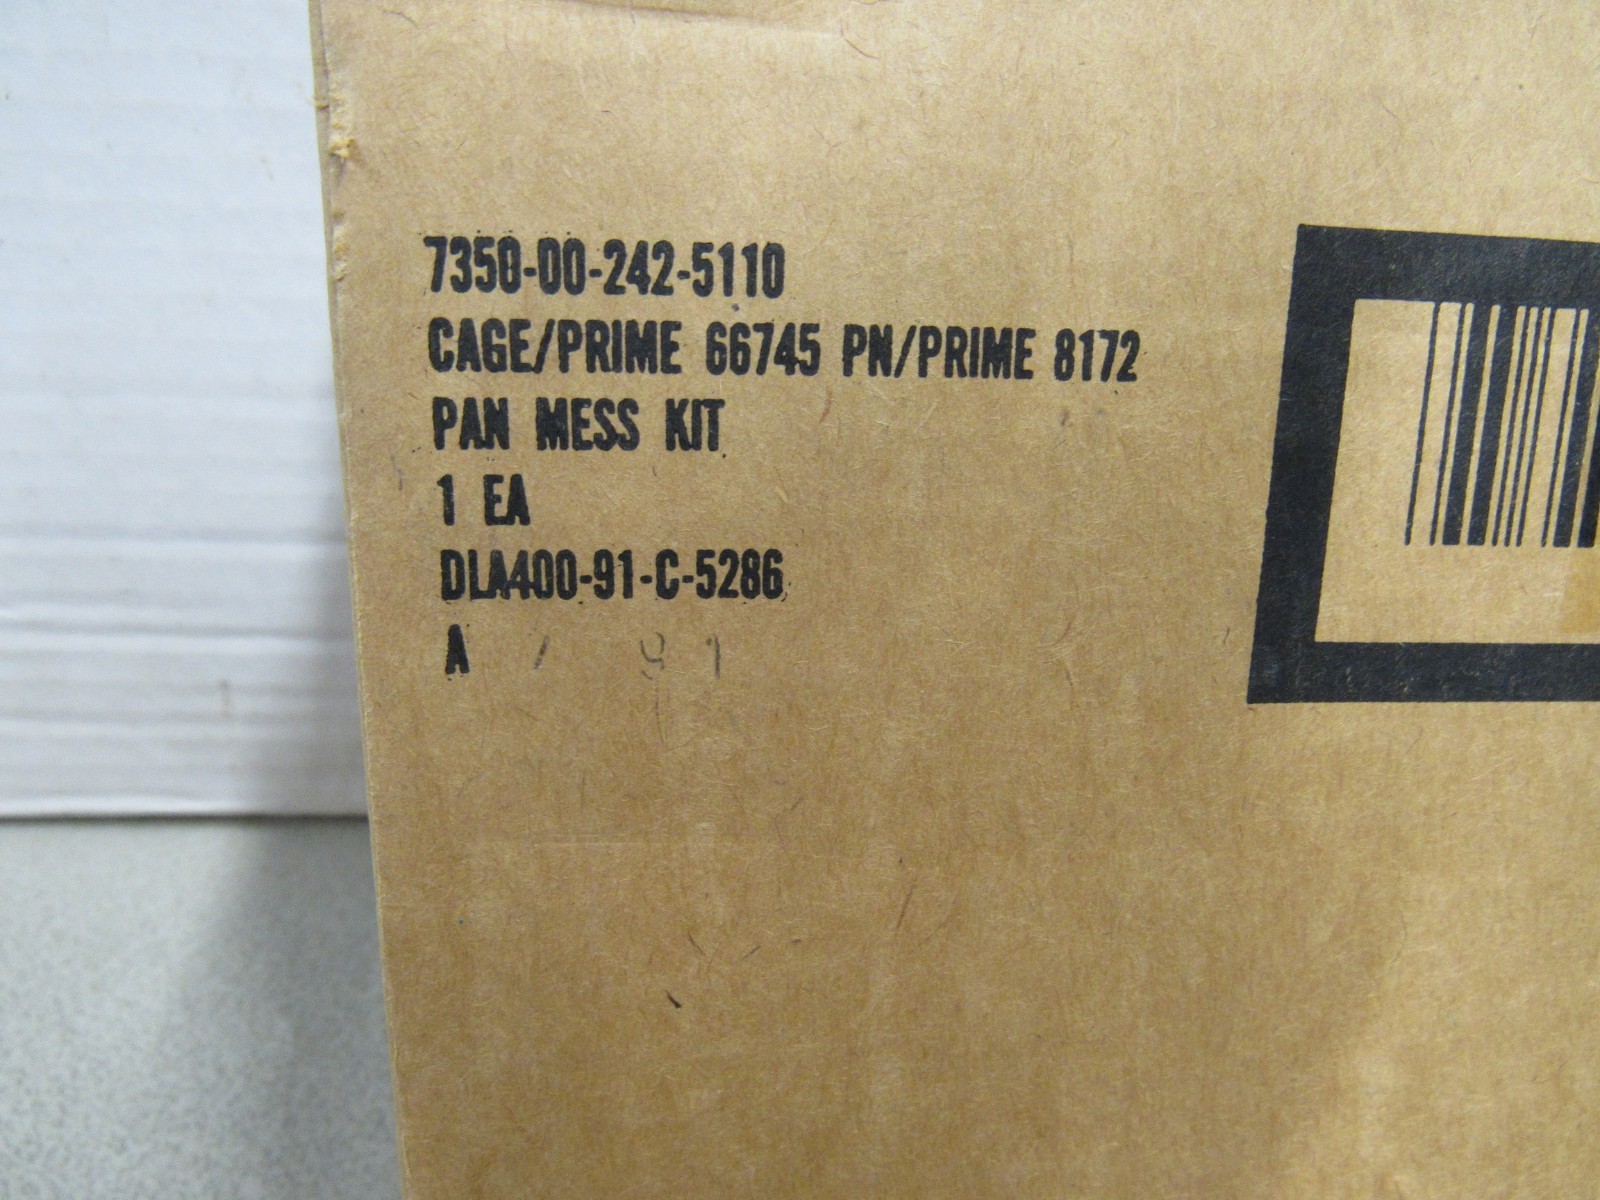 7350-00-242-5110
CAGE/PRIME 66745 PN/PRIME 8172
PAN MESS KIT
1 EA
DLA400-91-C-5286
A / 91